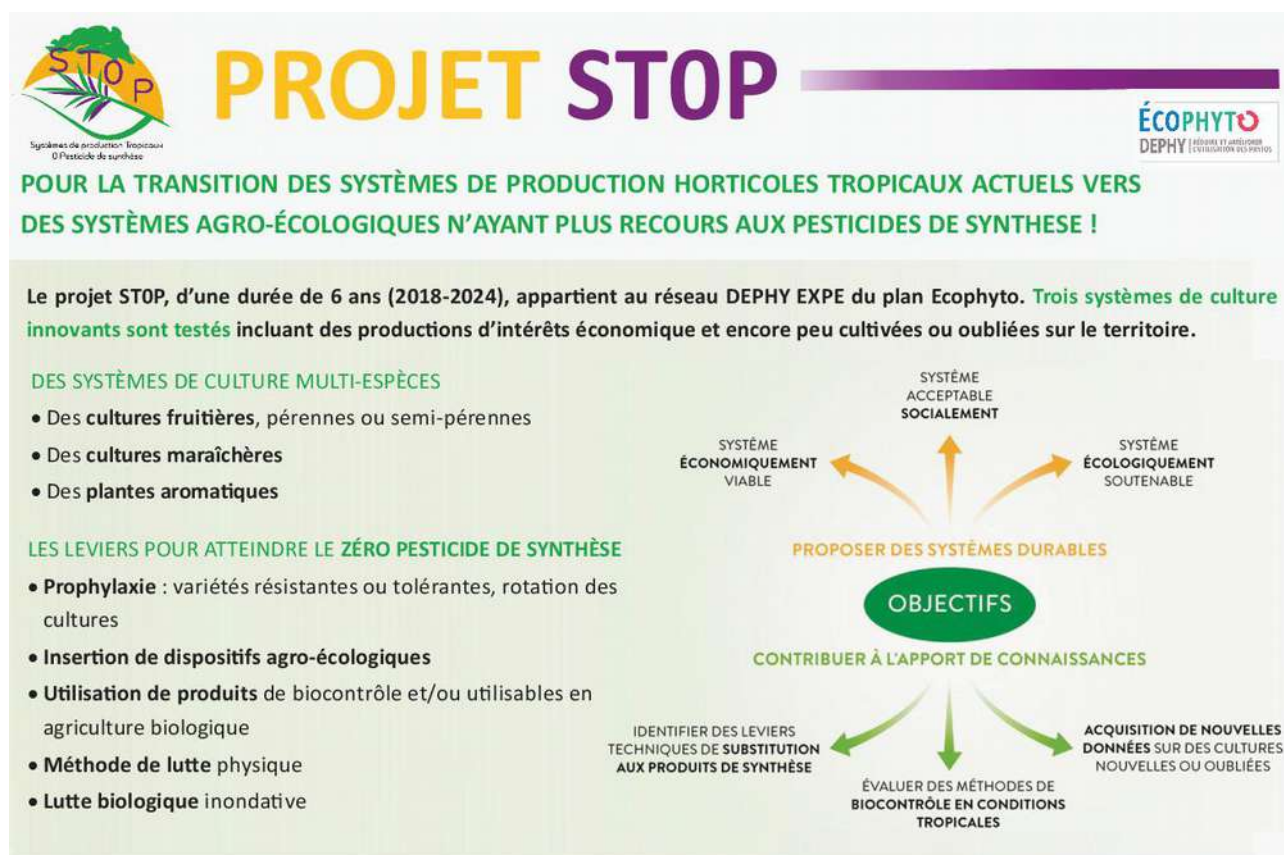 STOP
Systèmes de production Tropicaux
0 Pesticide de synthèse
PROJET ST0P
ÉCOPHYTO
DEPHY RÉDUIRE ET AMÉLIORER
L'UTILISATION DES PHYTOS
POUR LA TRANSITION DES SYSTÈMES DE PRODUCTION HORTICOLES TROPICAUX ACTUELS VERS
DES SYSTÈMES AGRO-ÉCOLOGIQUES N'AYANT PLUS RECOURS AUX PESTICIDES DE SYNTHESE !
Le projet ST0P, d'une durée de 6 ans (2018-2024), appartient au réseau DEPHY EXPE du plan Ecophyto. Trois systèmes de culture
innovants sont testés incluant des productions d'intérêts économique et encore peu cultivées ou oubliées sur le territoire.
DES SYSTÈMES DE CULTURE MULTI-ESPÈCES
• Des cultures fruitières, pérennes ou semi-pérennes
• Des cultures maraîchères
• Des plantes aromatiques
LES LEVIERS POUR ATTEINDRE LE ZÉRO PESTICIDE DE SYNTHÈSE
• Prophylaxie : variétés résistantes ou tolérantes, rotation des
cultures
• Insertion de dispositifs agro-écologiques
• Utilisation de produits de biocontrôle et/ou utilisables en
agriculture biologique
• Méthode de lutte physique
• Lutte biologique inondative
SYSTÈME
ACCEPTABLE
SOCIALEMENT
SYSTÈME
ÉCONOMIQUEMENT
VIABLE
SYSTÈME
ÉCOLOGIQUEMENT
SOUTENABLE
PROPOSER DES SYSTÈMES DURABLES
OBJECTIFS
CONTRIBUER À L'APPORT DE CONNAISSANCES
IDENTIFIER DES LEVIERS
TECHNIQUES DE SUBSTITUTION
AUX PRODUITS DE SYNTHÈSE
ÉVALUER DES MÉTHODES DE
BIOCONTRÔLE EN CONDITIONS
TROPICALES
ACQUISITION DE NOUVELLES
DONNÉES SUR DES CULTURES
NOUVELLES OU OUBLIÉES